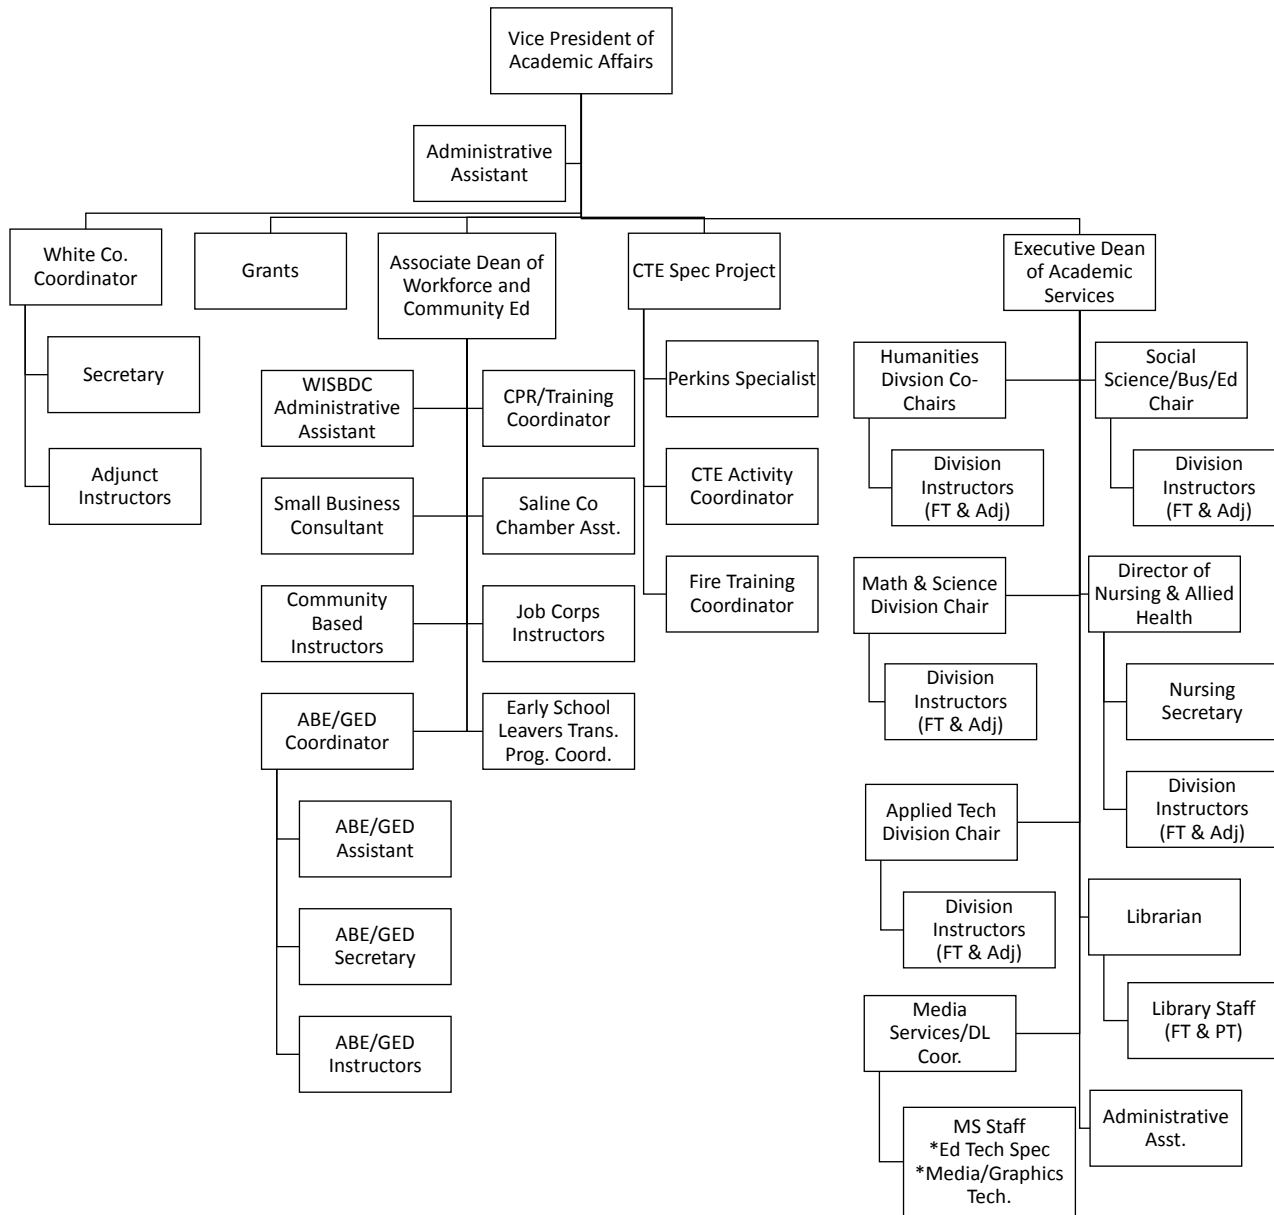 Vice President of
Academic Affairs
Administrative
Assistant
White Co.
Coordinator
Grants
Associate Dean of
Workforce and
Community Ed
CTE Spec Project
Executive Dean
of Academic
Services
Secretary
Adjunct
Instructors
WISBDC
Administrative
Assistant
CPR/Training
Coordinator
Small Business
Consultant
Saline Co
Chamber Asst.
Community
Based
Instructors
Job Corps
Instructors
ABE/GED
Coordinator
Early School
Leavers Trans.
Prog. Coord.
ABE/GED
Assistant
ABE/GED
Secretary
ABE/GED
Instructors
Perkins Specialist
CTE Activity
Coordinator
Fire Training
Coordinator
Humanities
Divsion Co-
Chairs
Social
Science/Bus/Ed
Chair
Division
Instructors
(FT & Adj)
Division
Instructors
(FT & Adj)
Math & Science
Division Chair
Director of
Nursing & Allied
Health
Division
Instructors
(FT & Adj)
Nursing
Secretary
Division
Instructors
(FT & Adj)
Applied Tech
Division Chair
Division
Instructors
(FT & Adj)
Librarian
Library Staff
(FT & PT)
Media
Services/DL
Coor.
MS Staff
*Ed Tech Spec
*Media/Graphics
Tech.
Administrative
Asst.